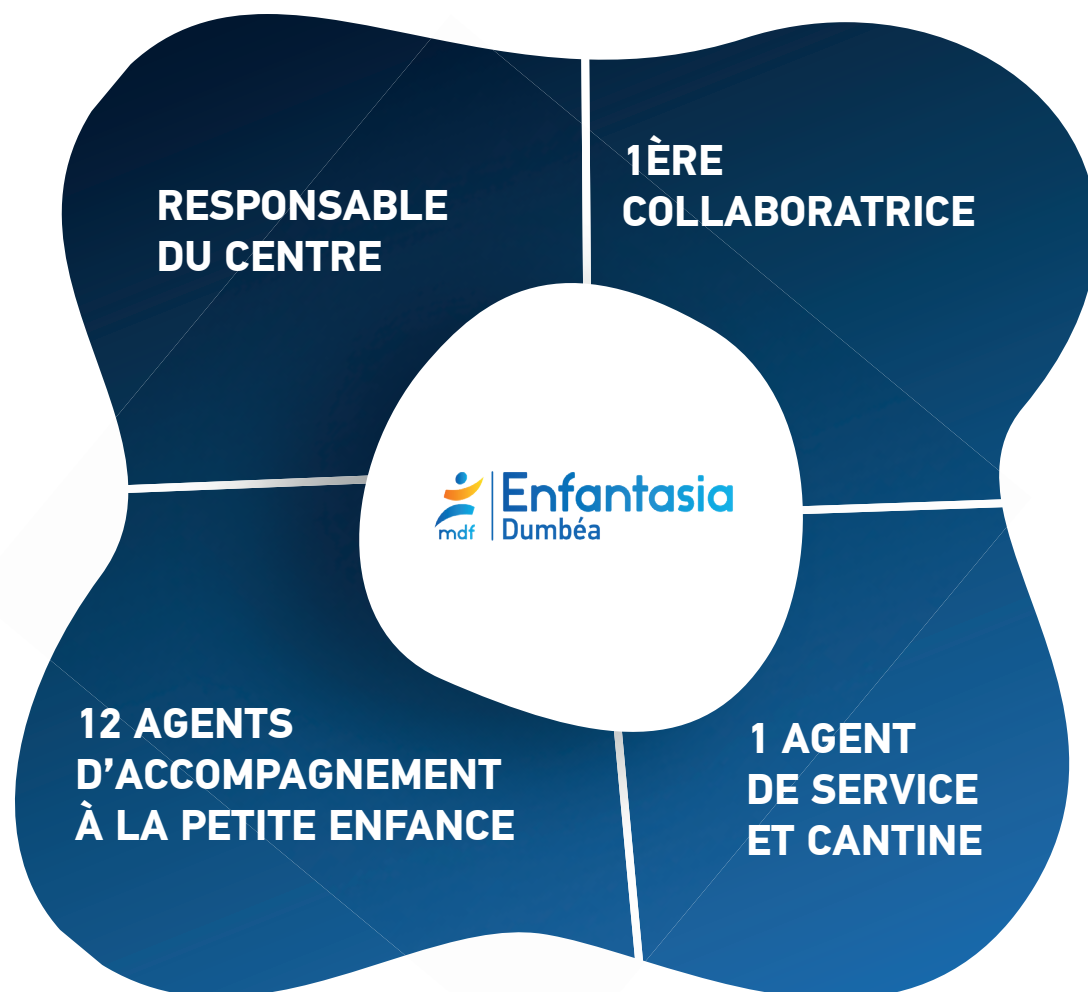 RESPONSABLE
DU CENTRE
1ÈRE
COLLABORATRICE
mdf
Enfantasia
Dumbéa
12 AGENTS
D’ACCOMPAGNEMENT
À LA PETITE ENFANCE
1 AGENT
DE SERVICE
ET CANTINE